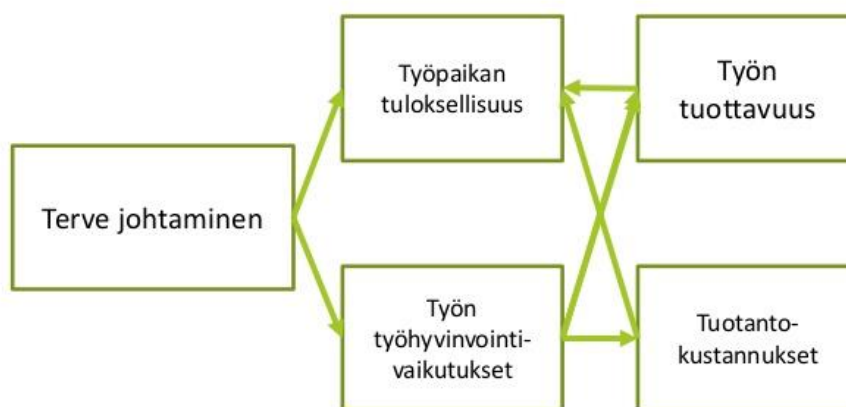 Terve johtaminen
Työpaikan
tuloksellisuus
Työn
tuottavuus
Työn
työhyvinvointi-
vaikutukset
Tuotanto-
kustannukset